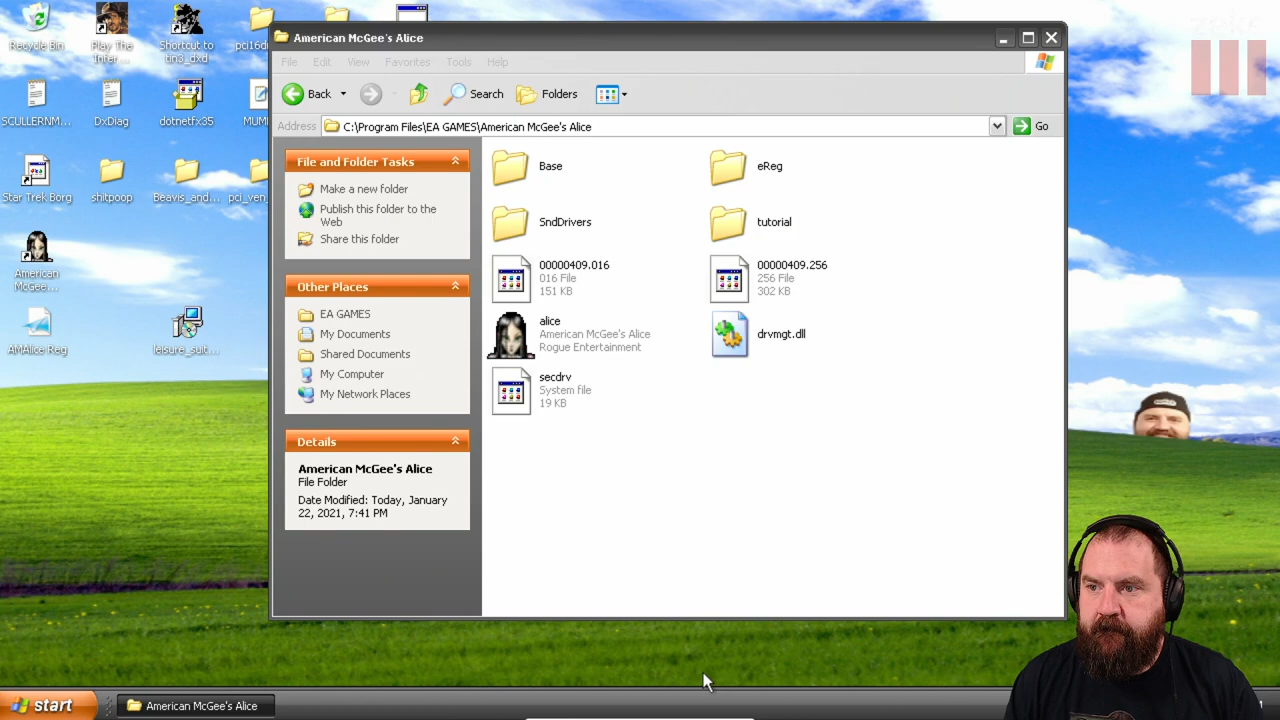 American McGee's Alice
File Edit View Favorites Tools Help
Back Search Folders
Address C:\Program Files\EA GAMES\American McGee's Alice Go
Recycle Bin
Play The
Infer...
Shortcut to
SCULLERNM...
DxDiag
dotnetfx35
Star Trek Borg
shitpoop
Beavis_and...
American
McGee...
AMAlice Reg
leisure_suit...
File and Folder Tasks
Make a new folder
Publish this folder to the
Web
Share this folder
Other Places
EA GAMES
My Documents
Shared Documents
My Computer
My Network Places
Details
American McGee's Alice
File Folder
Date Modified: Today, January
22, 2021, 7:41 PM
Base
eReg
SndDrivers
tutorial
00000409.016
016 File
151 KB
00000409.256
256 File
302 KB
alice
American McGee's Alice
Rogue Entertainment
drvmgt.dll
secdrv
System file
19 KB
start
American McGee's Alice